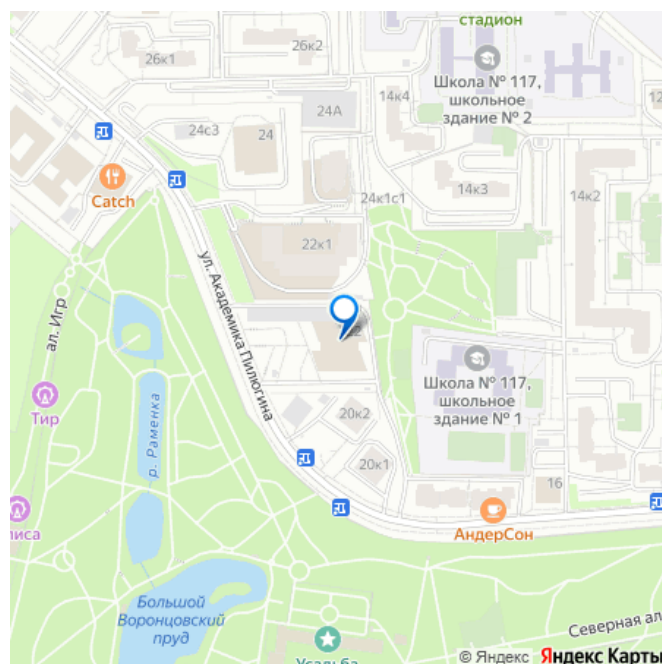 стадион
26к2
26к1
Школа № 117,
школьное
здание № 2
14к4
24А
24с3
24
Catch
14к3
24к1с1
14к2
22к1
ул. Академика Пилюгина
ал. Игр
Тир
р. Раменка
Школа № 117,
школьное
здание № 1
20к2
20к1
16
АндерСон
Большой
Воронцовский
пруд
Северная ал
Усадьба
© Яндекс Яндекс Карты